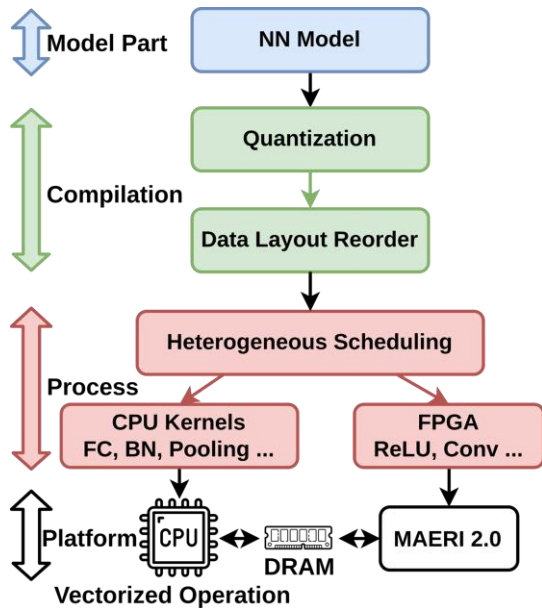 Model Part
NN Model
Quantization
Compilation
Data Layout Reorder
Heterogeneous Scheduling
Process
CPU Kernels
FC, BN, Pooling ...
FPGA
ReLU, Conv ...
Platform
CPU
DRAM
MAERI 2.0
Vectorized Operation